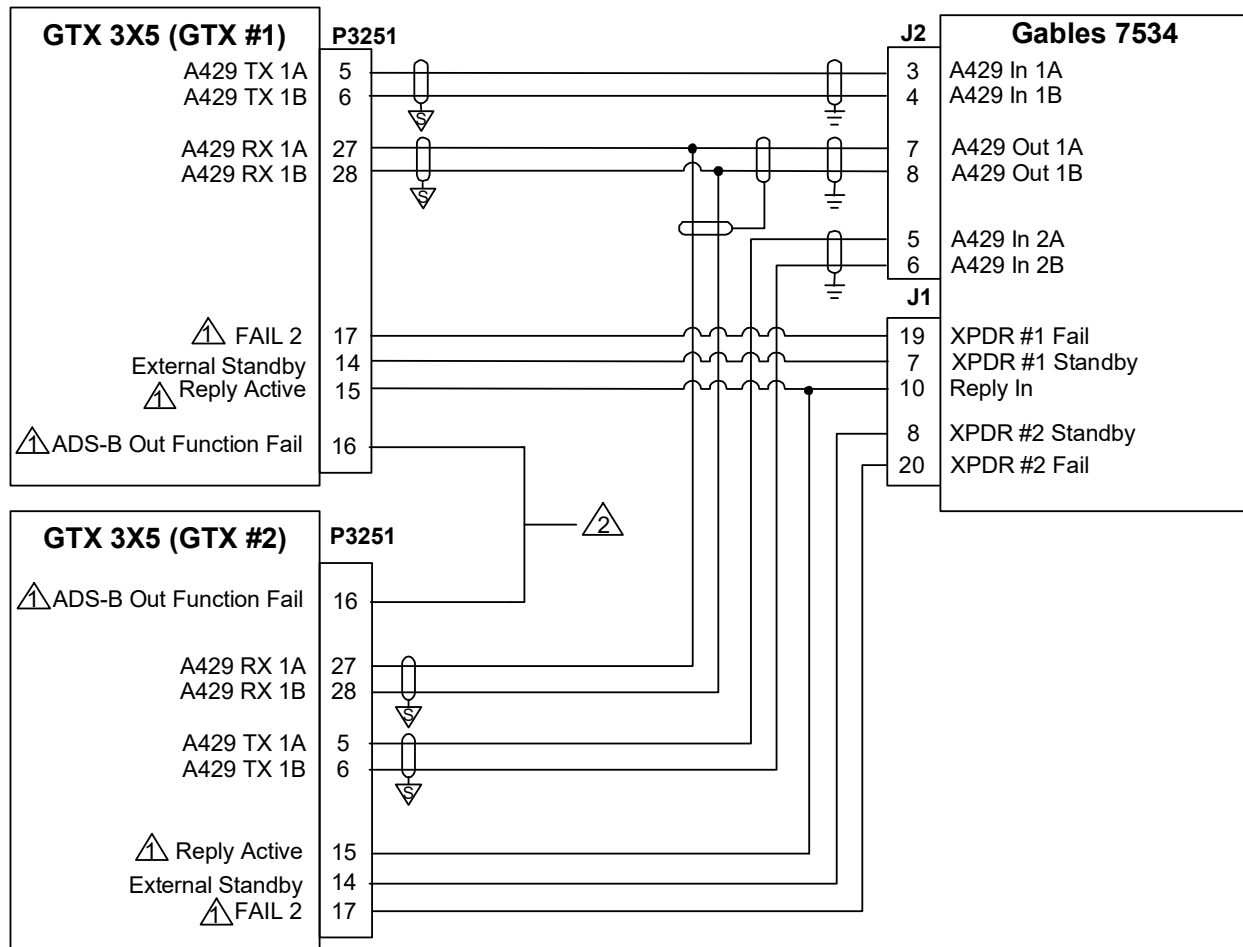 GTX 3X5 (GTX #1) P3251
A429 TX 1A 5
A429 TX 1B 6
S
A429 RX 1A 27
A429 RX 1B 28
S
1 FAIL 2 17
External Standby 14
1 Reply Active 15
1 ADS-B Out Function Fail 16
2
J2 Gables 7534
3 A429 In 1A
4 A429 In 1B
7 A429 Out 1A
8 A429 Out 1B
5 A429 In 2A
6 A429 In 2B
J1
19 XPDR #1 Fail
7 XPDR #1 Standby
10 Reply In
8 XPDR #2 Standby
20 XPDR #2 Fail
GTX 3X5 (GTX #2) P3251
1 ADS-B Out Function Fail 16
A429 RX 1A 27
A429 RX 1B 28
S
A429 TX 1A 5
A429 TX 1B 6
S
1 Reply Active 15
External Standby 14
1 FAIL 2 17